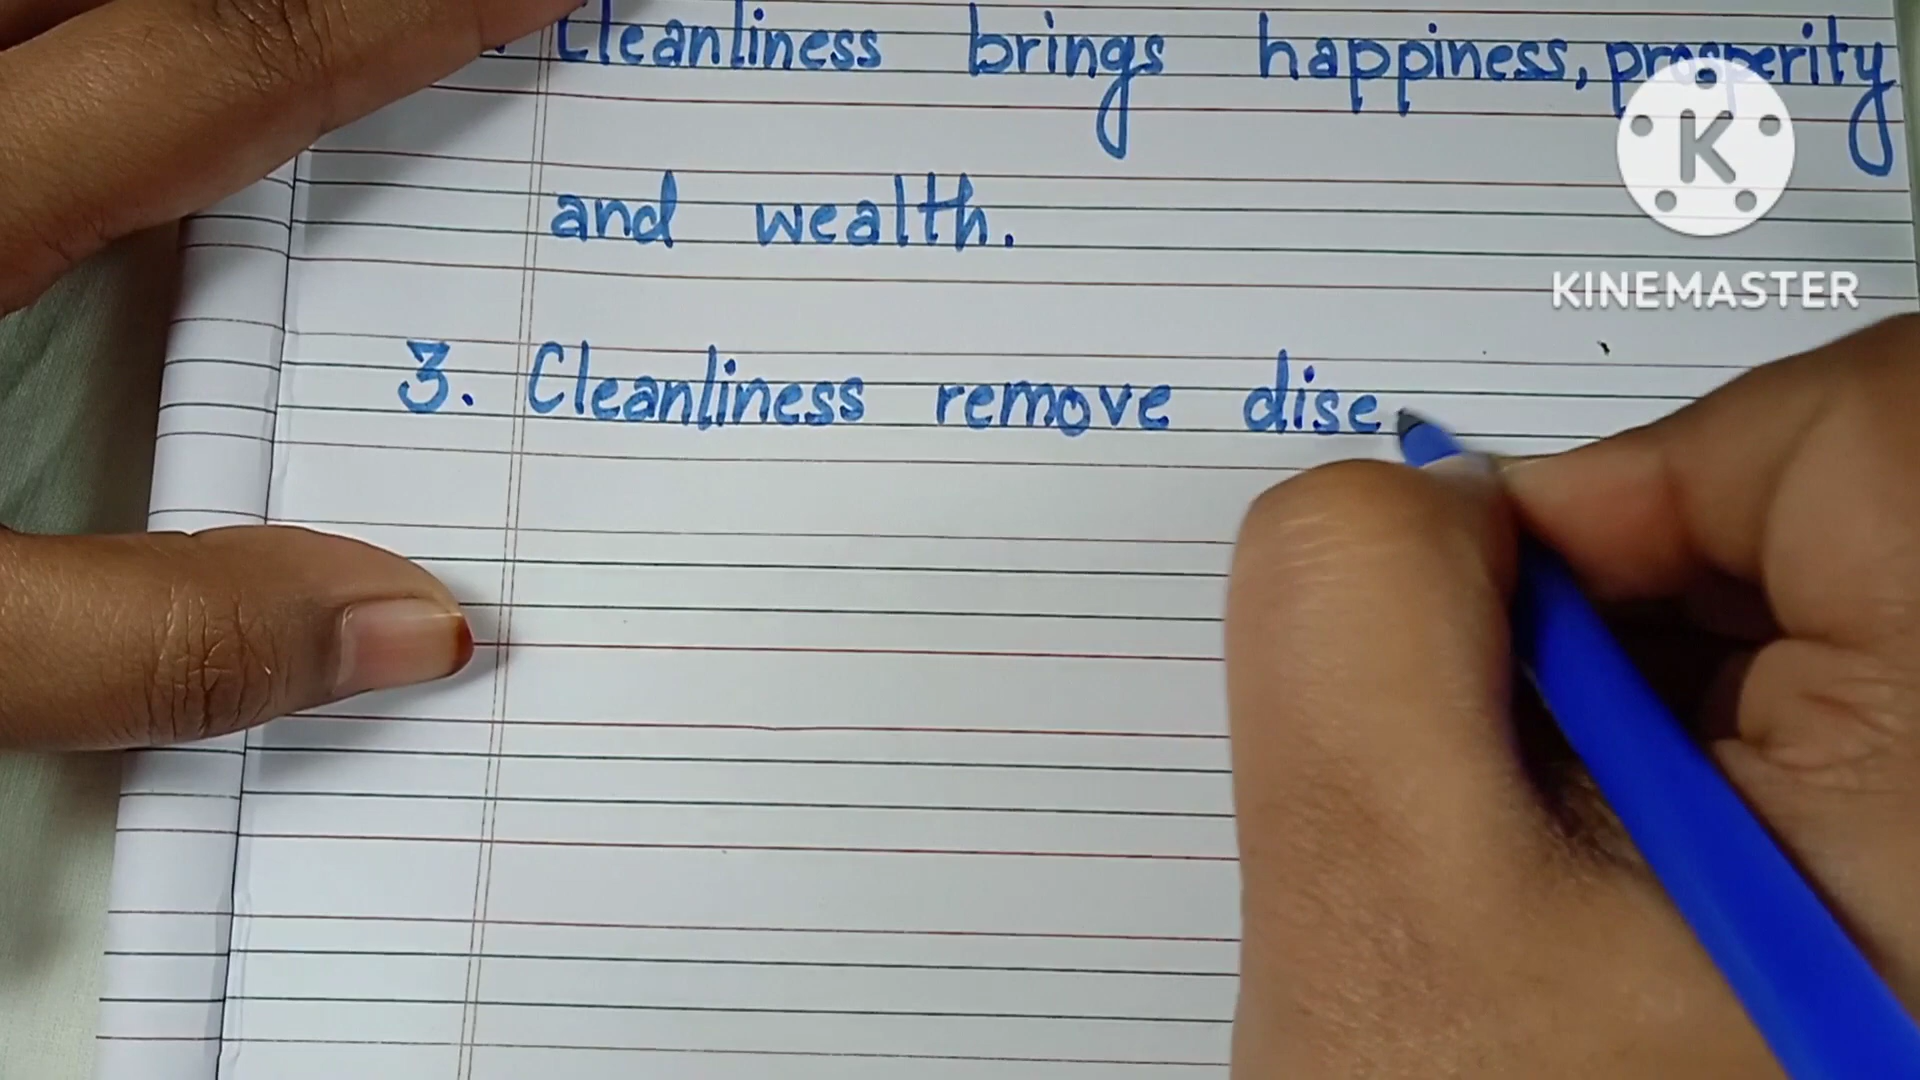 Cleanliness brings happiness, prosperity
and wealth.
KINEMASTER
3. Cleanliness remove dise